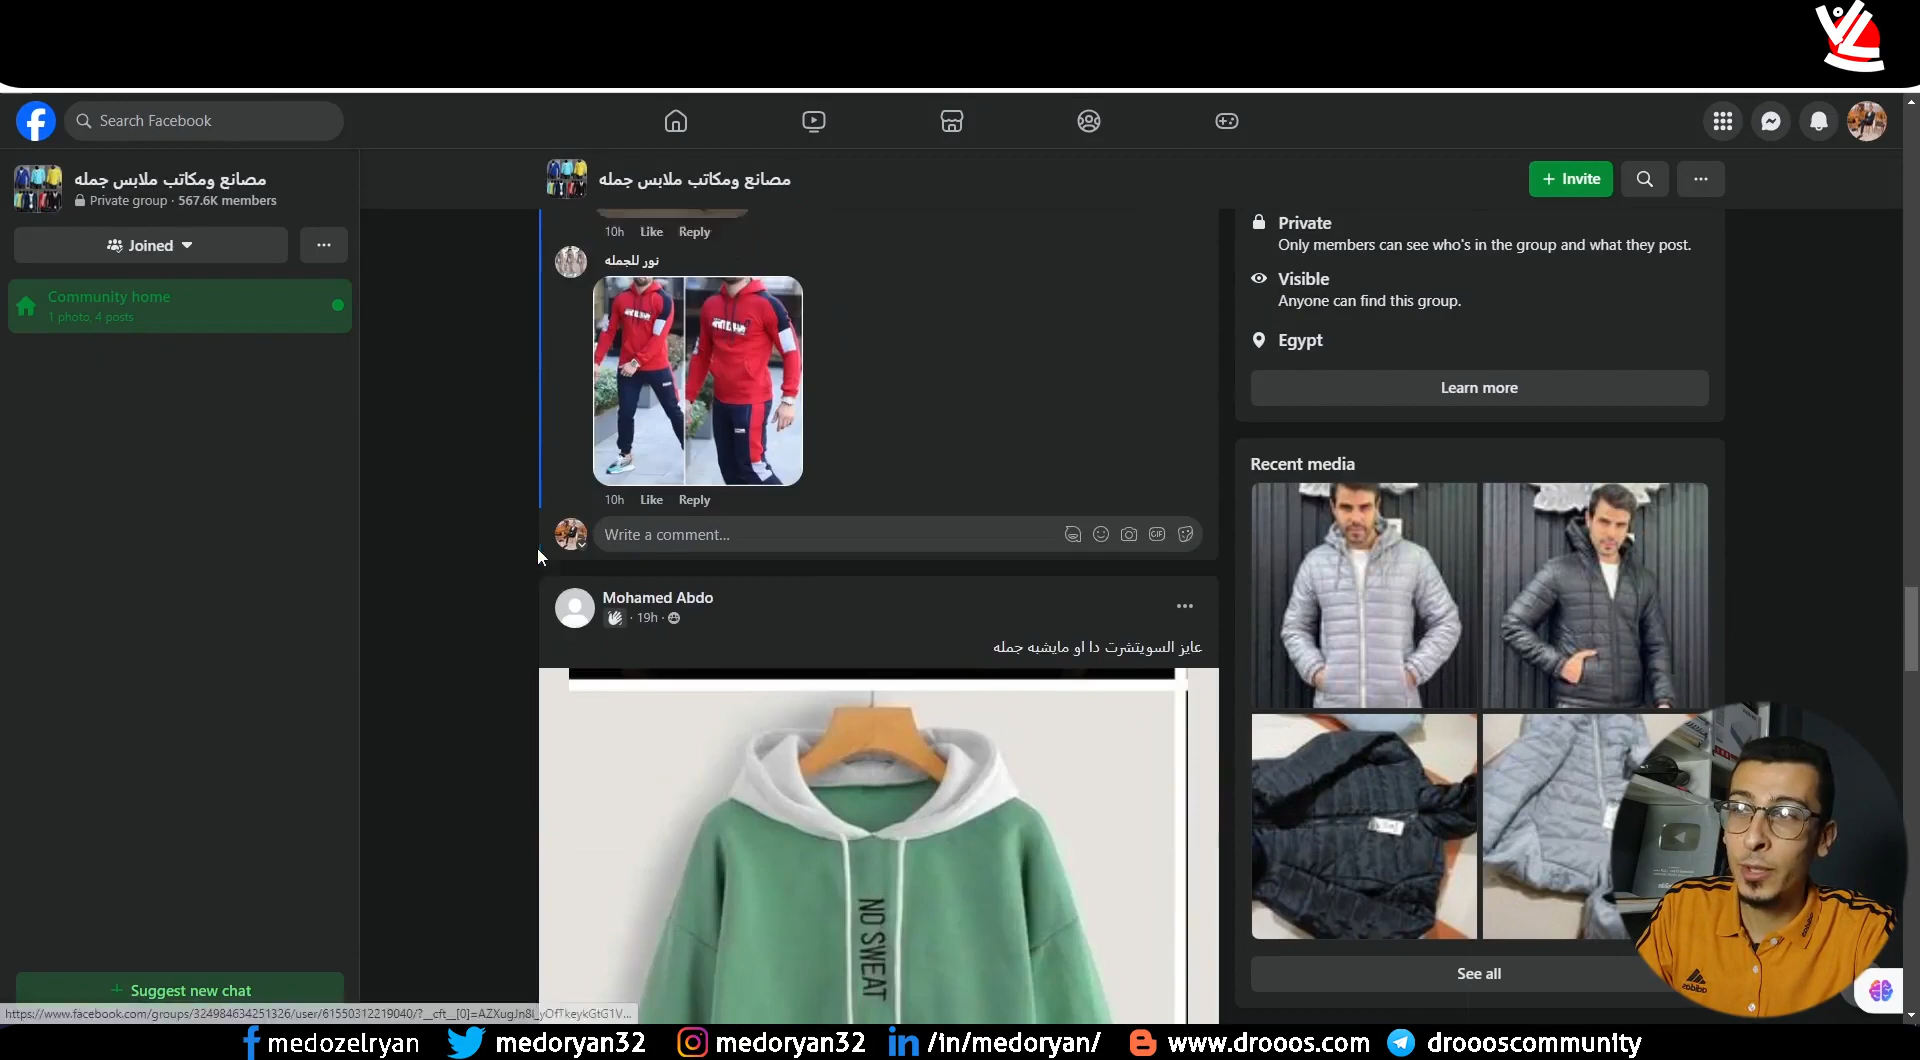 Search Facebook
مصانع ومكاتب ملابس جمله
Private group · 567.6K members
Joined
Community home
1 photo, 4 posts
Suggest new chat
مصانع ومكاتب ملابس جمله
+ Invite
10h Like Reply
نور للجمله
10h Like Reply
Write a comment...
GIF
Mohamed Abdo
· 19h ·
عايز السويتشرت دا او مايشبه جمله
NO SWEAT
Private
Only members can see who's in the group and what they post.
Visible
Anyone can find this group.
Egypt
Learn more
Recent media
See all
adidas
medozelryan
medoryan32
medoryan32
/in/medoryan/
www.drooos.com
droooscommunity